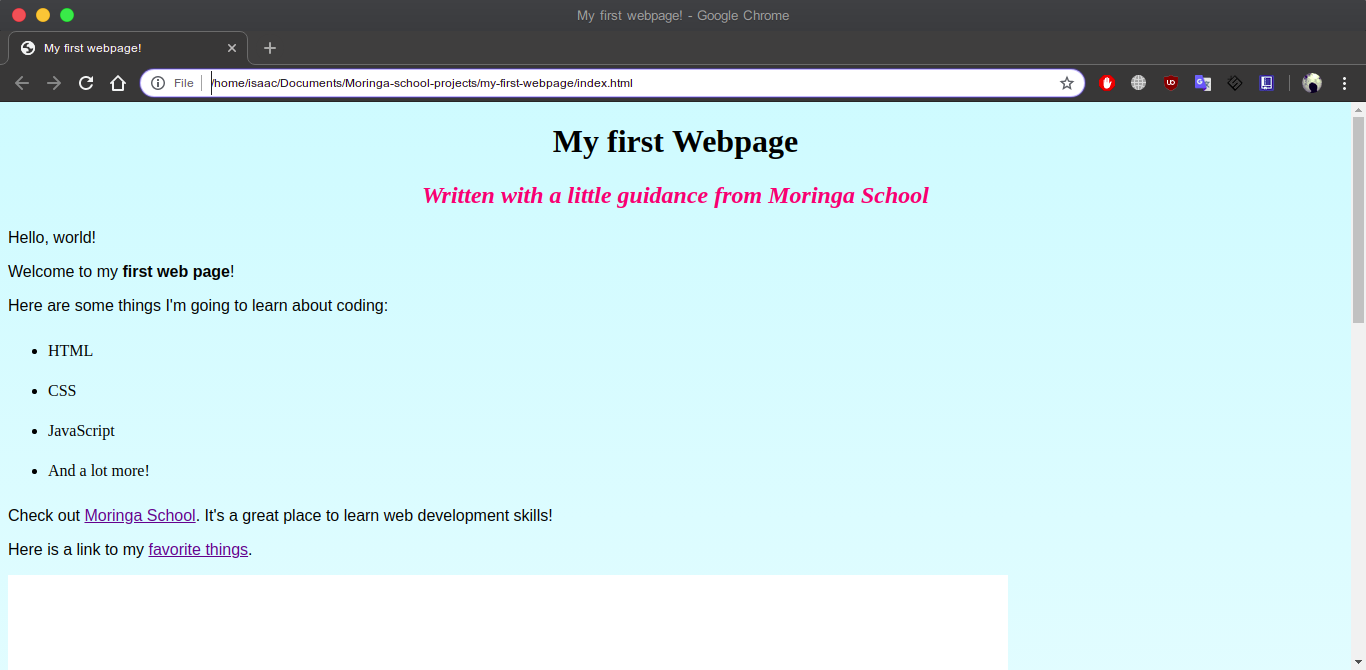 My first webpage! - Google Chrome
My first webpage!
File /home/isaac/Documents/Moringa-school-projects/my-first-webpage/index.html
My first Webpage
Written with a little guidance from Moringa School
Hello, world!
Welcome to my first web page!
Here are some things I'm going to learn about coding:
HTML
CSS
JavaScript
And a lot more!
Check out Moringa School. It's a great place to learn web development skills!
Here is a link to my favorite things.